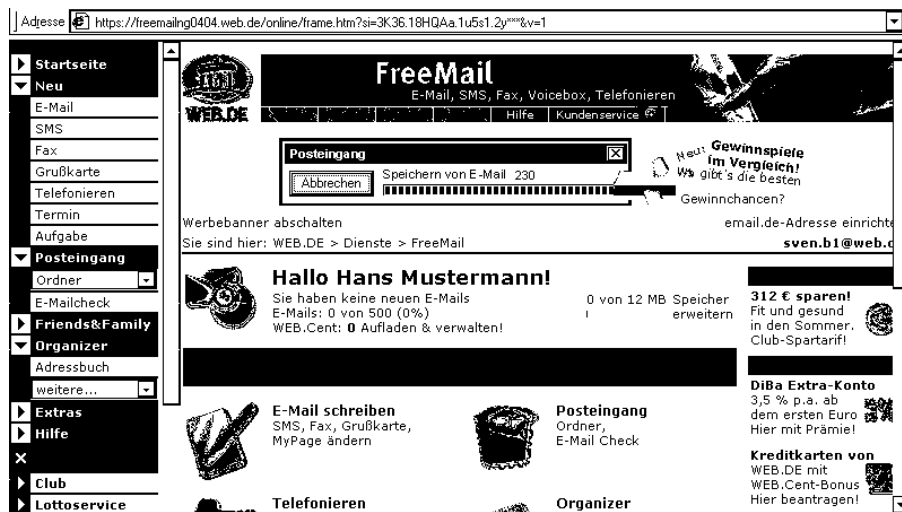 Adresse https://freemailng0404.web.de/online/frame.htm?si=3K36.18HQAa.1u5s1.2y***&v=1
Startseite
Neu
E-Mail
SMS
Fax
Grußkarte
Telefonieren
Termin
Aufgabe
Posteingang
Ordner
E-Mailcheck
Friends&Family
Organizer
Adressbuch
weitere...
Extras
Hilfe
Club
Lottoservice
WEB.DE
FreeMail
E-Mail, SMS, Fax, Voicebox, Telefonieren
Hilfe Kundenservice
Posteingang
Abbrechen Speichern von E-Mail 230
Neu: Gewinnspiele
im Vergleich!
Wo gibt's die besten
Gewinnchancen?
Werbebanner abschalten email.de-Adresse einrichte
Sie sind hier: WEB.DE > Dienste > FreeMail sven.b1@web.d
Hallo Hans Mustermann!
Sie haben keine neuen E-Mails
E-Mails: 0 von 500 (0%)
WEB.Cent: 0 Aufladen & verwalten!
0 von 12 MB Speicher
erweitern
312 € sparen!
Fit und gesund
in den Sommer.
Club-Spartarif!
E-Mail schreiben
SMS, Fax, Grußkarte,
MyPage ändern
Posteingang
Ordner,
E-Mail Check
DiBa Extra-Konto
3,5 % p.a. ab
dem ersten Euro
Hier mit Prämie!
Kreditkarten von
WEB.DE mit
WEB.Cent-Bonus
Hier beantragen!
Telefonieren
Organizer